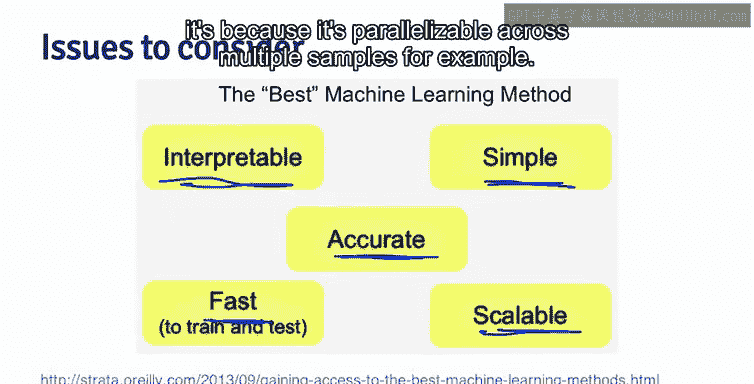 it's because it's parallelizable across
multiple samples for example.
Issues to consider
The “Best” Machine Learning Method
Interpretable
Simple
Accurate
Fast
(to train and test)
Scalable
http://strata.oreilly.com/2013/09/gaining-access-to-the-best-machine-learning-methods.html